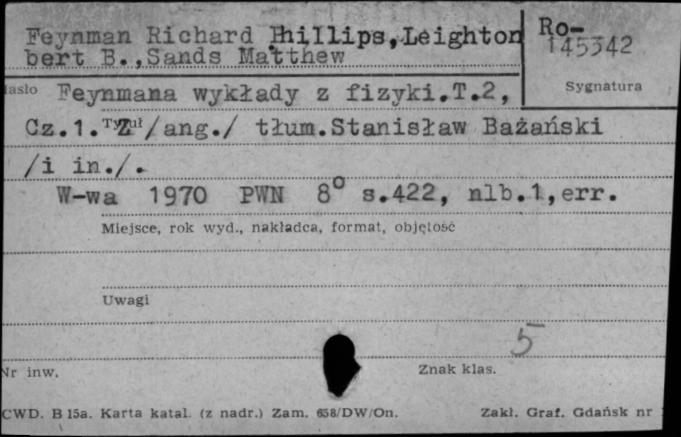 Feynman Richard Phillips,Leighton Ro-
bert B.,Sands Matthew
145342
Sygnatura
Hasło Feynmana wykłady z fizyki.T.2,
Cz.1. Tytuł Z /ang./ tłum.Stanisław Bażański
/i in./.
W-wa 1970 PWN 8° s.422, nlb.1,err.
Miejsce, rok wyd., nakładca, format, objętość
Uwagi
5
Nr inw.
Znak klas.
CWD. B 15a. Karta katal. (z nadr.) Zam. 658/DW/On. Zakł. Graf. Gdańsk nr